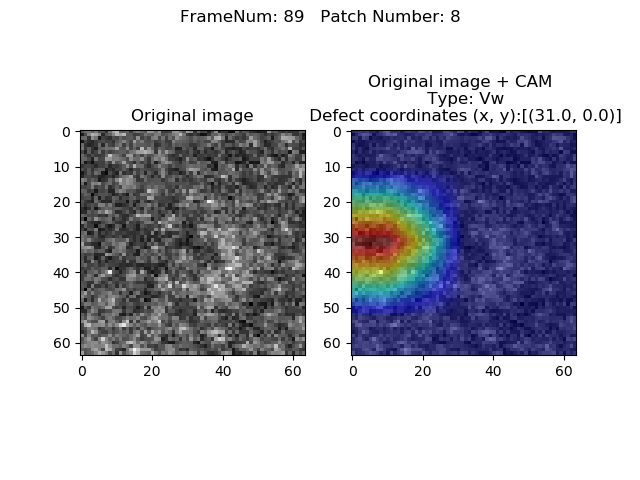 FrameNum: 89   Patch Number: 8
Original image
Original image + CAM
Type: Vw
Defect coordinates (x, y):[(31.0, 0.0)]
0
10
20
30
40
50
60
0 20 40 60
0
10
20
30
40
50
60
0 20 40 60